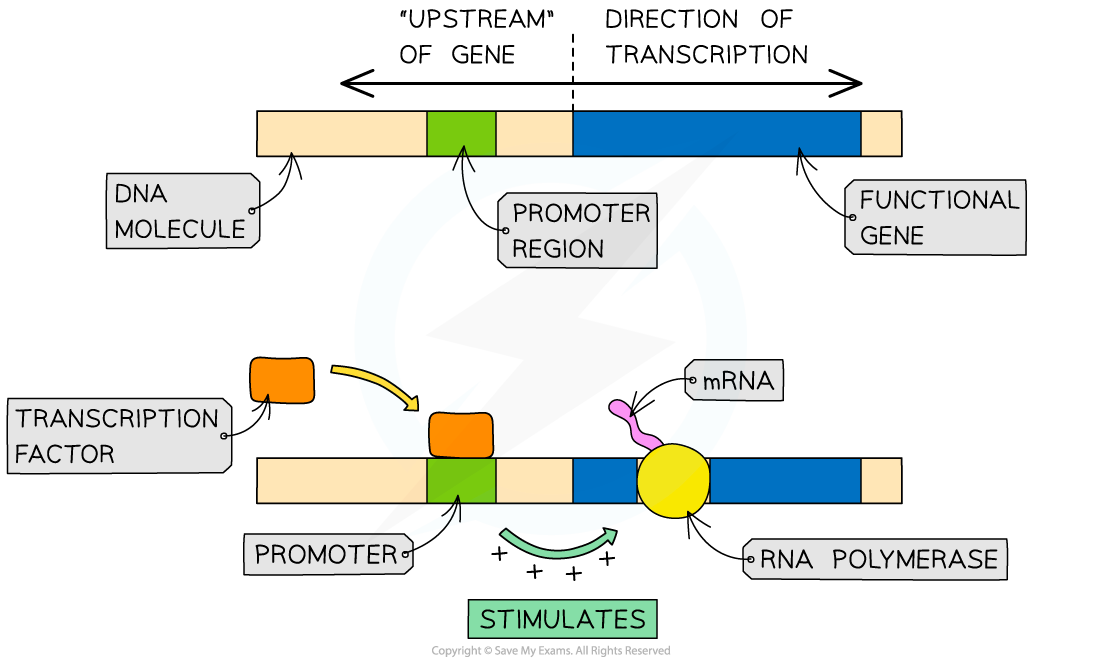 "UPSTREAM"
OF GENE
DIRECTION OF
TRANSCRIPTION
DNA
MOLECULE
PROMOTER
REGION
FUNCTIONAL
GENE
mRNA
TRANSCRIPTION
FACTOR
PROMOTER
RNA POLYMERASE
+ + + +
STIMULATES
Copyright © Save My Exams. All Rights Reserved